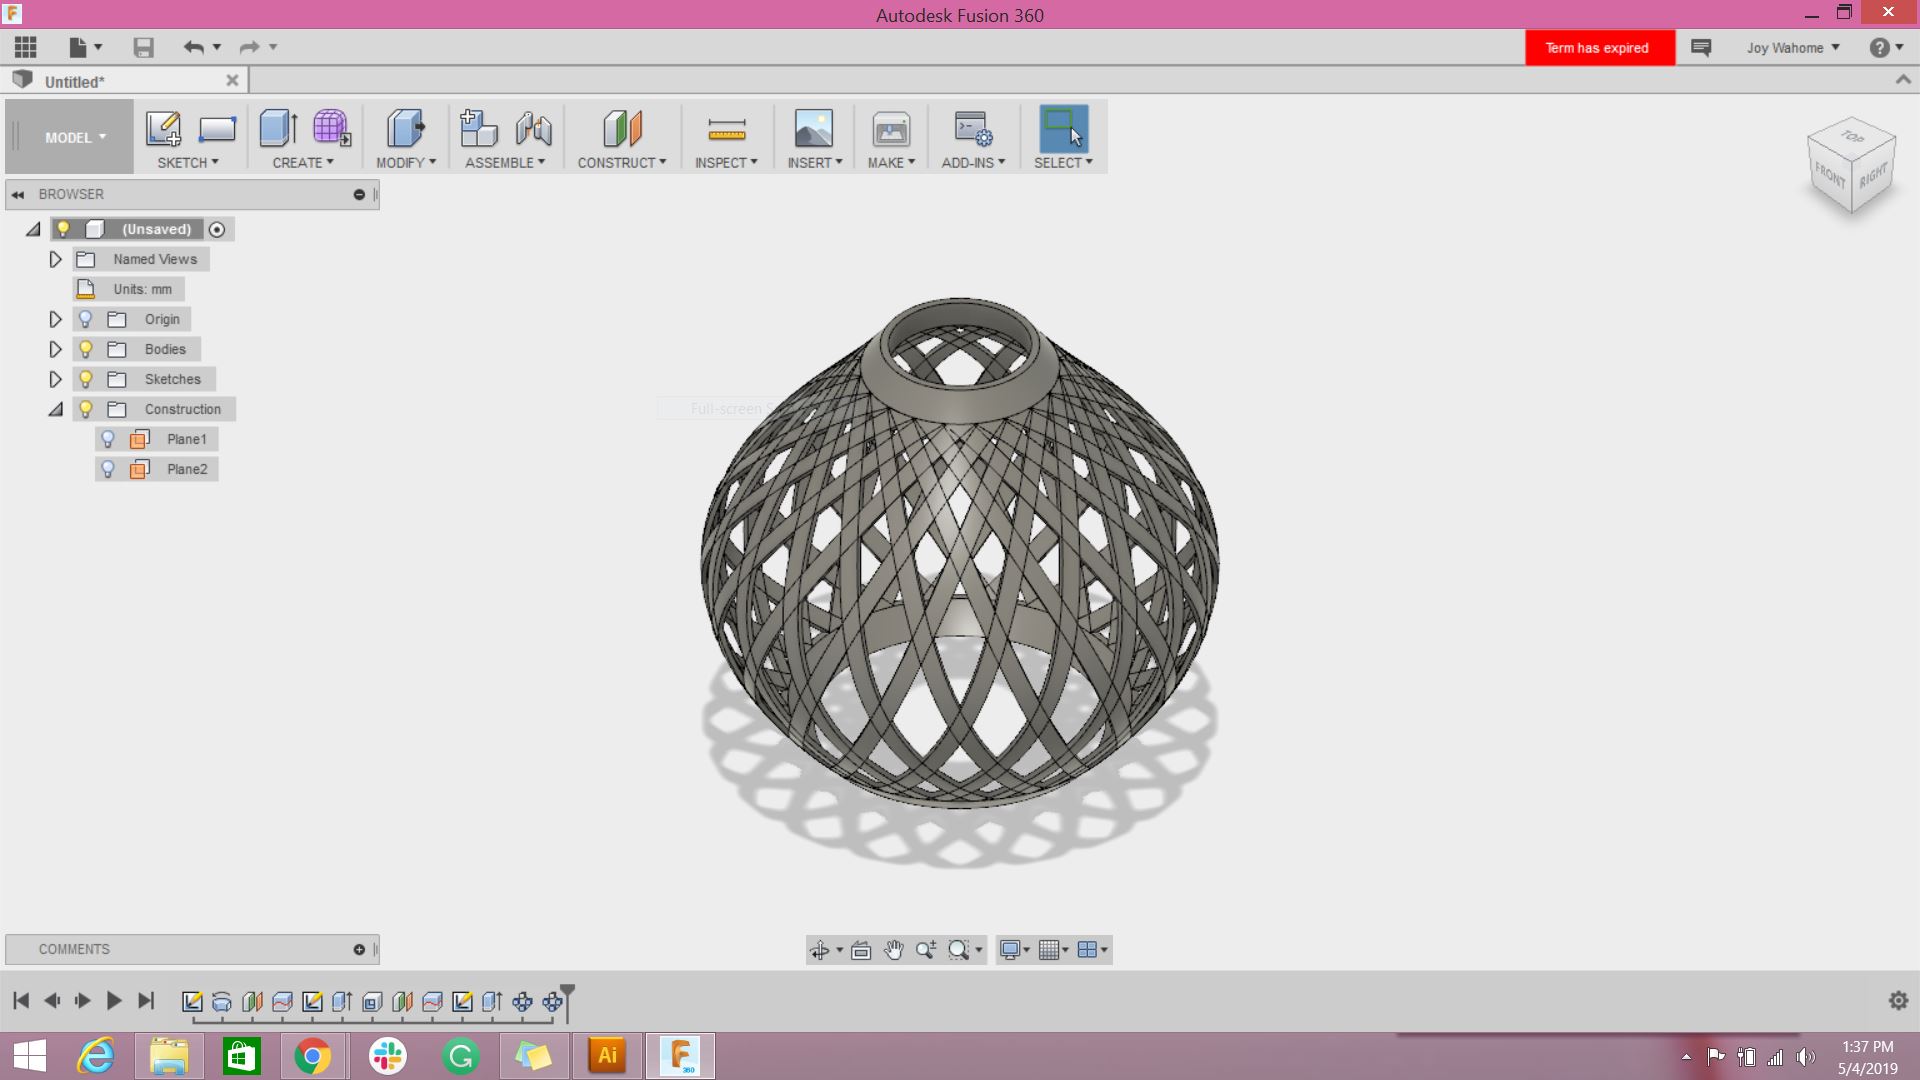 Autodesk Fusion 360
Term has expired
Joy Wahome
Untitled*
MODEL
SKETCH
CREATE
MODIFY
ASSEMBLE
CONSTRUCT
INSPECT
INSERT
MAKE
ADD-INS
SELECT
TOP
FRONT
RIGHT
BROWSER
(Unsaved)
Named Views
Units: mm
Origin
Bodies
Sketches
Construction
Full-screen
Plane1
Plane2
COMMENTS
Ai
F
360
1:37 PM
5/4/2019